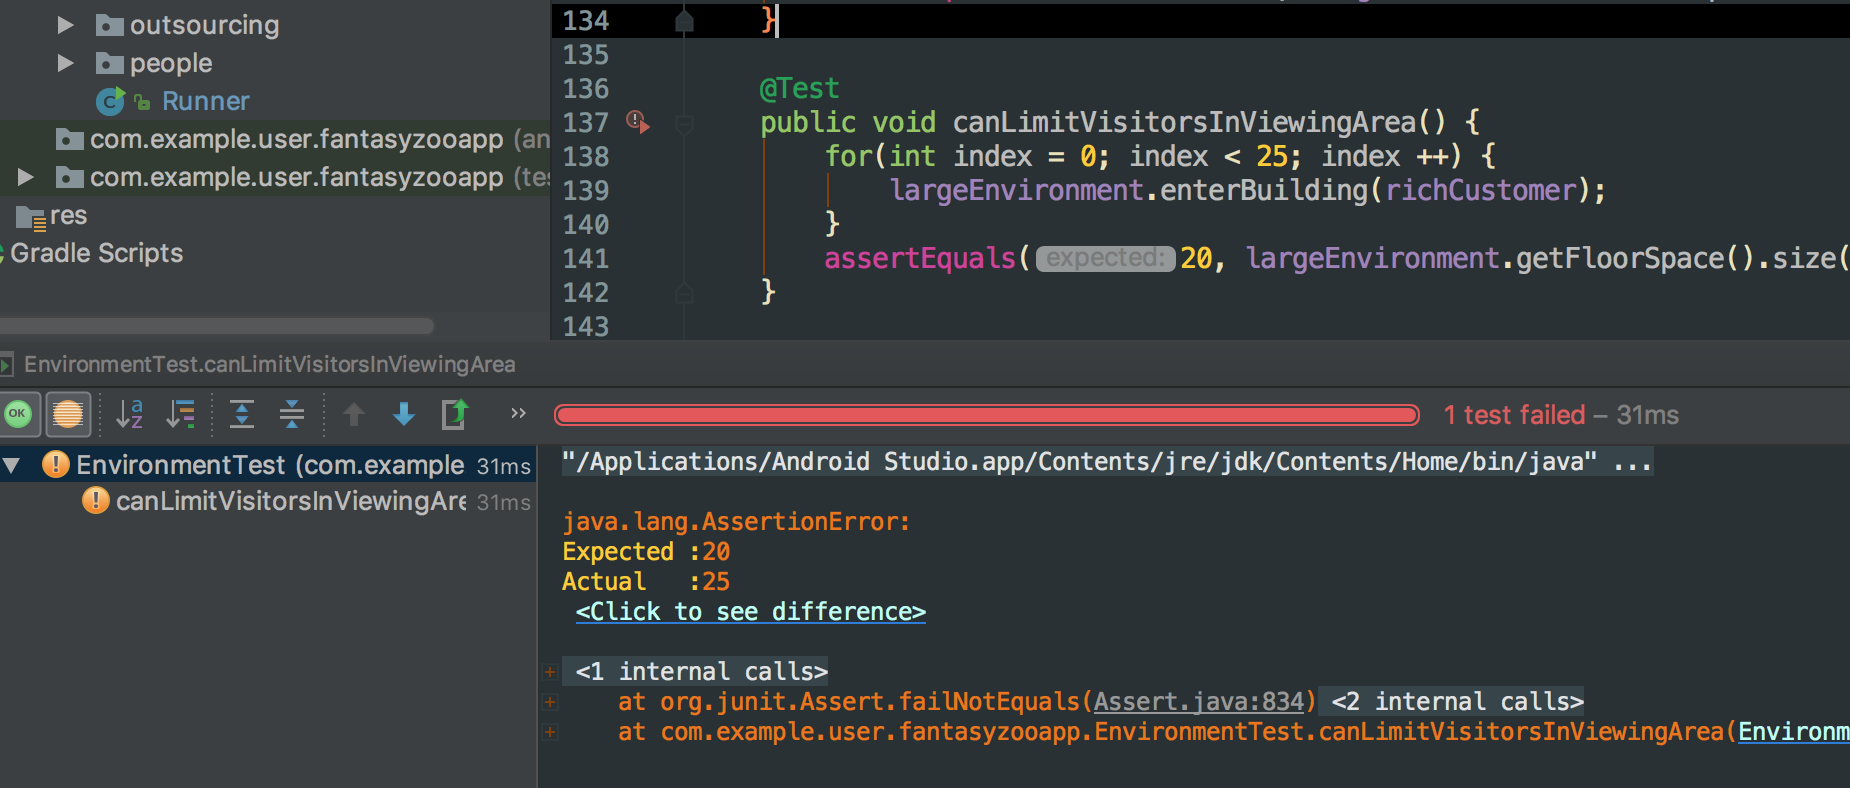 outsourcing
people
Runner
com.example.user.fantasyzooapp (an
com.example.user.fantasyzooapp (te
res
Gradle Scripts
134 }
135
136 @Test
137 public void canLimitVisitorsInViewingArea() {
138 for(int index = 0; index < 25; index ++) {
139 largeEnvironment.enterBuilding(richCustomer);
140 }
141 assertEquals( expected: 20, largeEnvironment.getFloorSpace().size(
142 }
143
EnvironmentTest.canLimitVisitorsInViewingArea
OK
a
z
»
1 test failed – 31ms
EnvironmentTest (com.example 31ms
canLimitVisitorsInViewingAre 31ms
"/Applications/Android Studio.app/Contents/jre/jdk/Contents/Home/bin/java" ...
java.lang.AssertionError:
Expected :20
Actual :25
<Click to see difference>
<1 internal calls>
at org.junit.Assert.failNotEquals(Assert.java:834) <2 internal calls>
at com.example.user.fantasyzooapp.EnvironmentTest.canLimitVisitorsInViewingArea(Environm